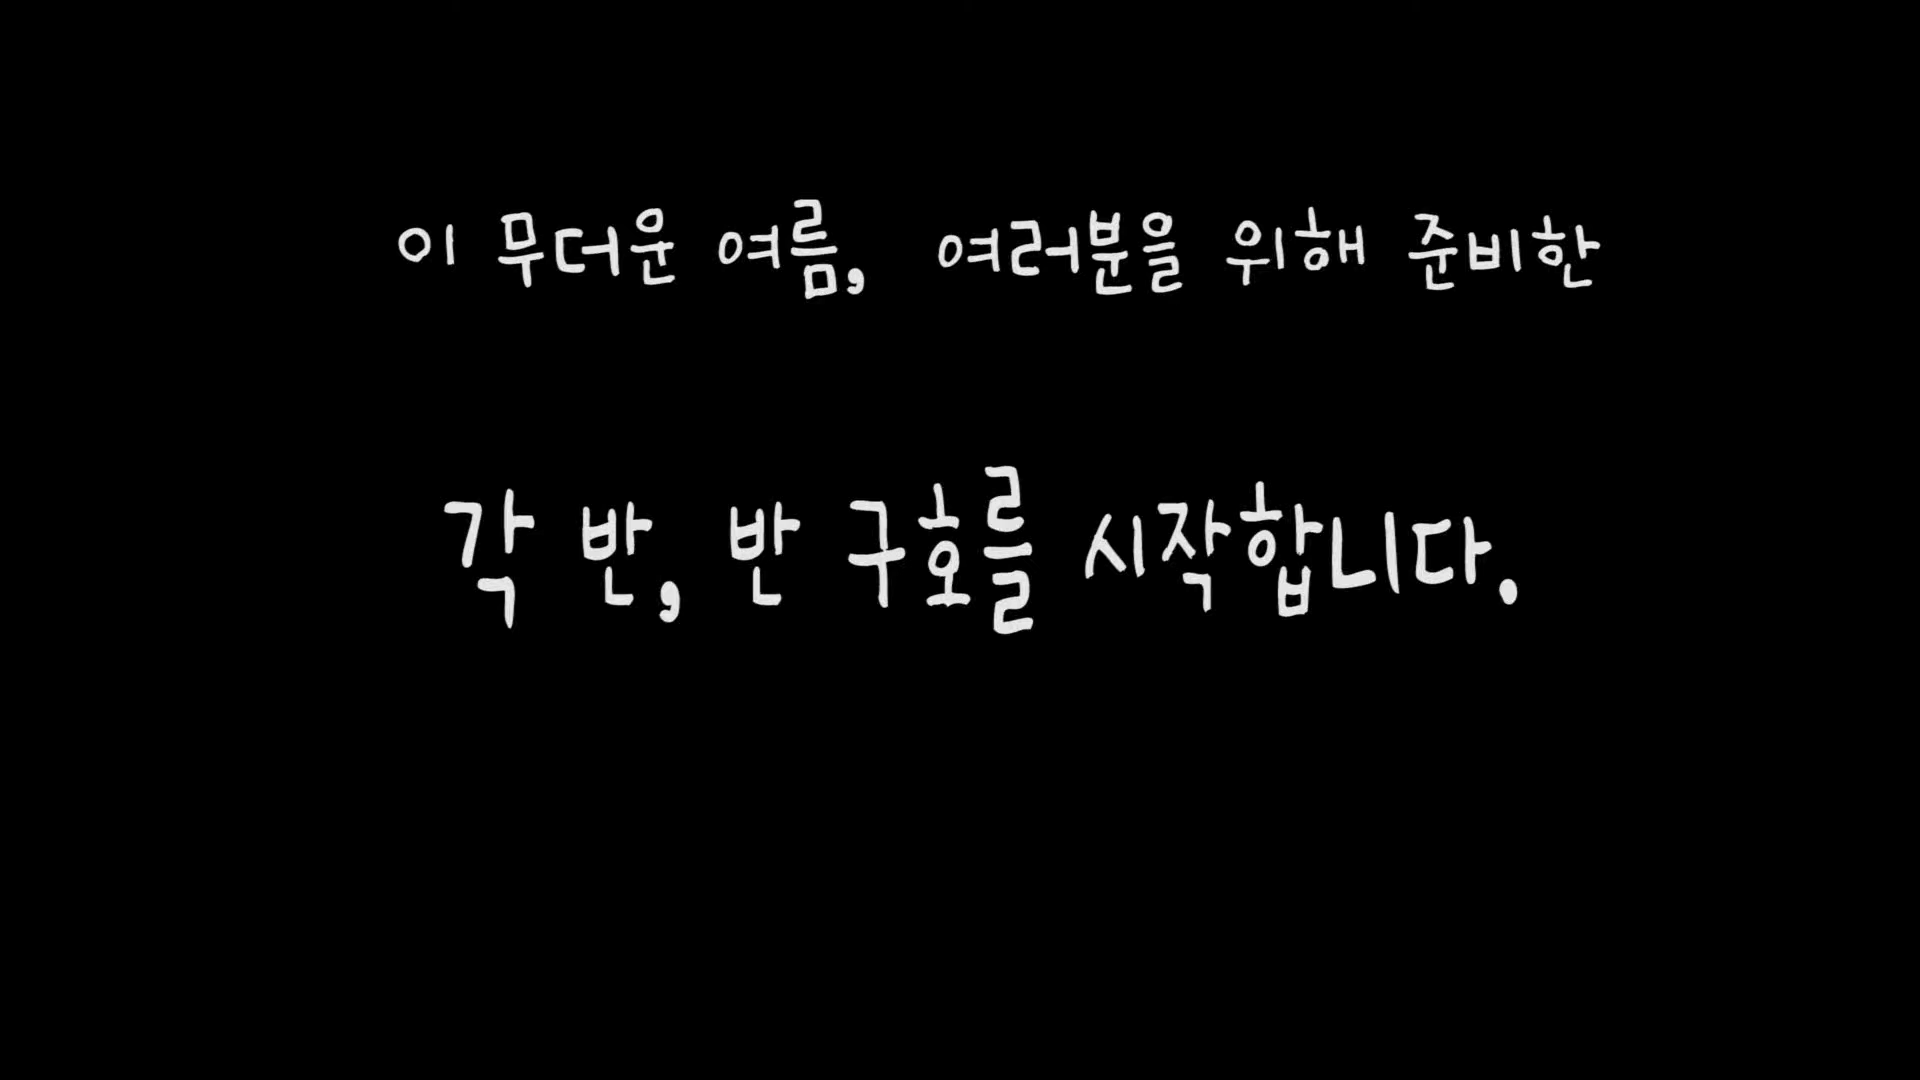 이 무더운 여름, 여러분을 위해 준비한
각 반, 반 구호를 시작합니다.